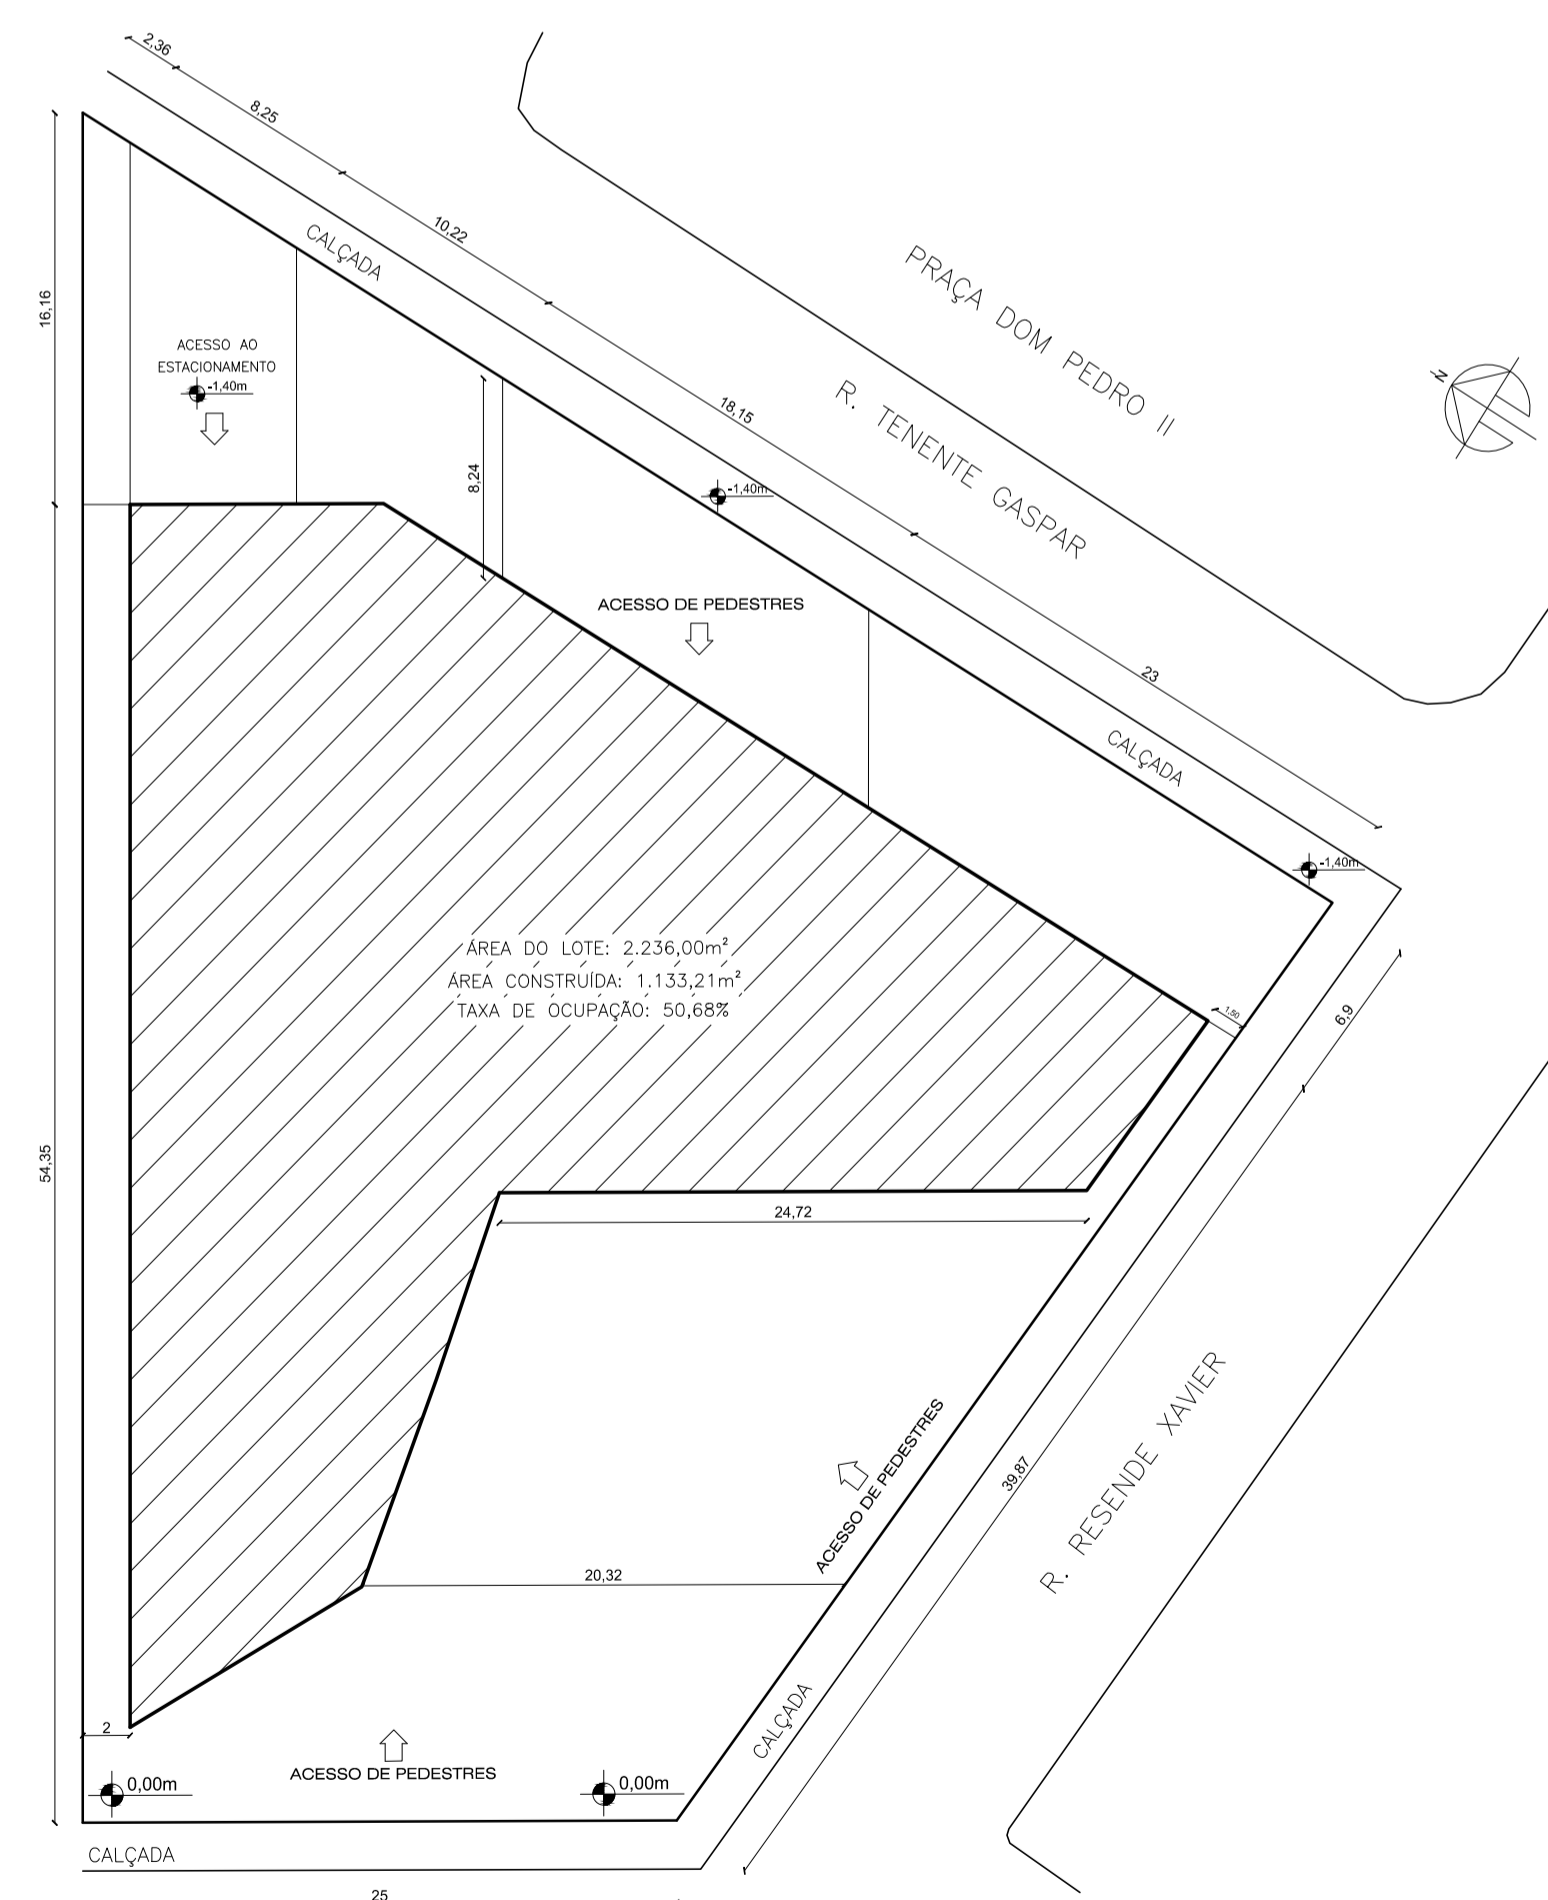 2,36
8,25
10,22
CALÇADA
PRAÇA DOM PEDRO II
16,16
ACESSO AO
ESTACIONAMENTO
-1,40m
18,15
R. TENENTE GASPAR
N
8,24
-1,40m
ACESSO DE PEDESTRES
23
CALÇADA
-1,40m
ÁREA DO LOTE: 2.236,00m²
ÁREA CONSTRUÍDA: 1.133,21m²
TAXA DE OCUPAÇÃO: 50,68%
1,50
6,9
54,35
24,72
R. RESENDE XAVIER
ACESSO DE PEDESTRES
39,87
20,32
CALÇADA
2
ACESSO DE PEDESTRES
0,00m
0,00m
CALÇADA
25